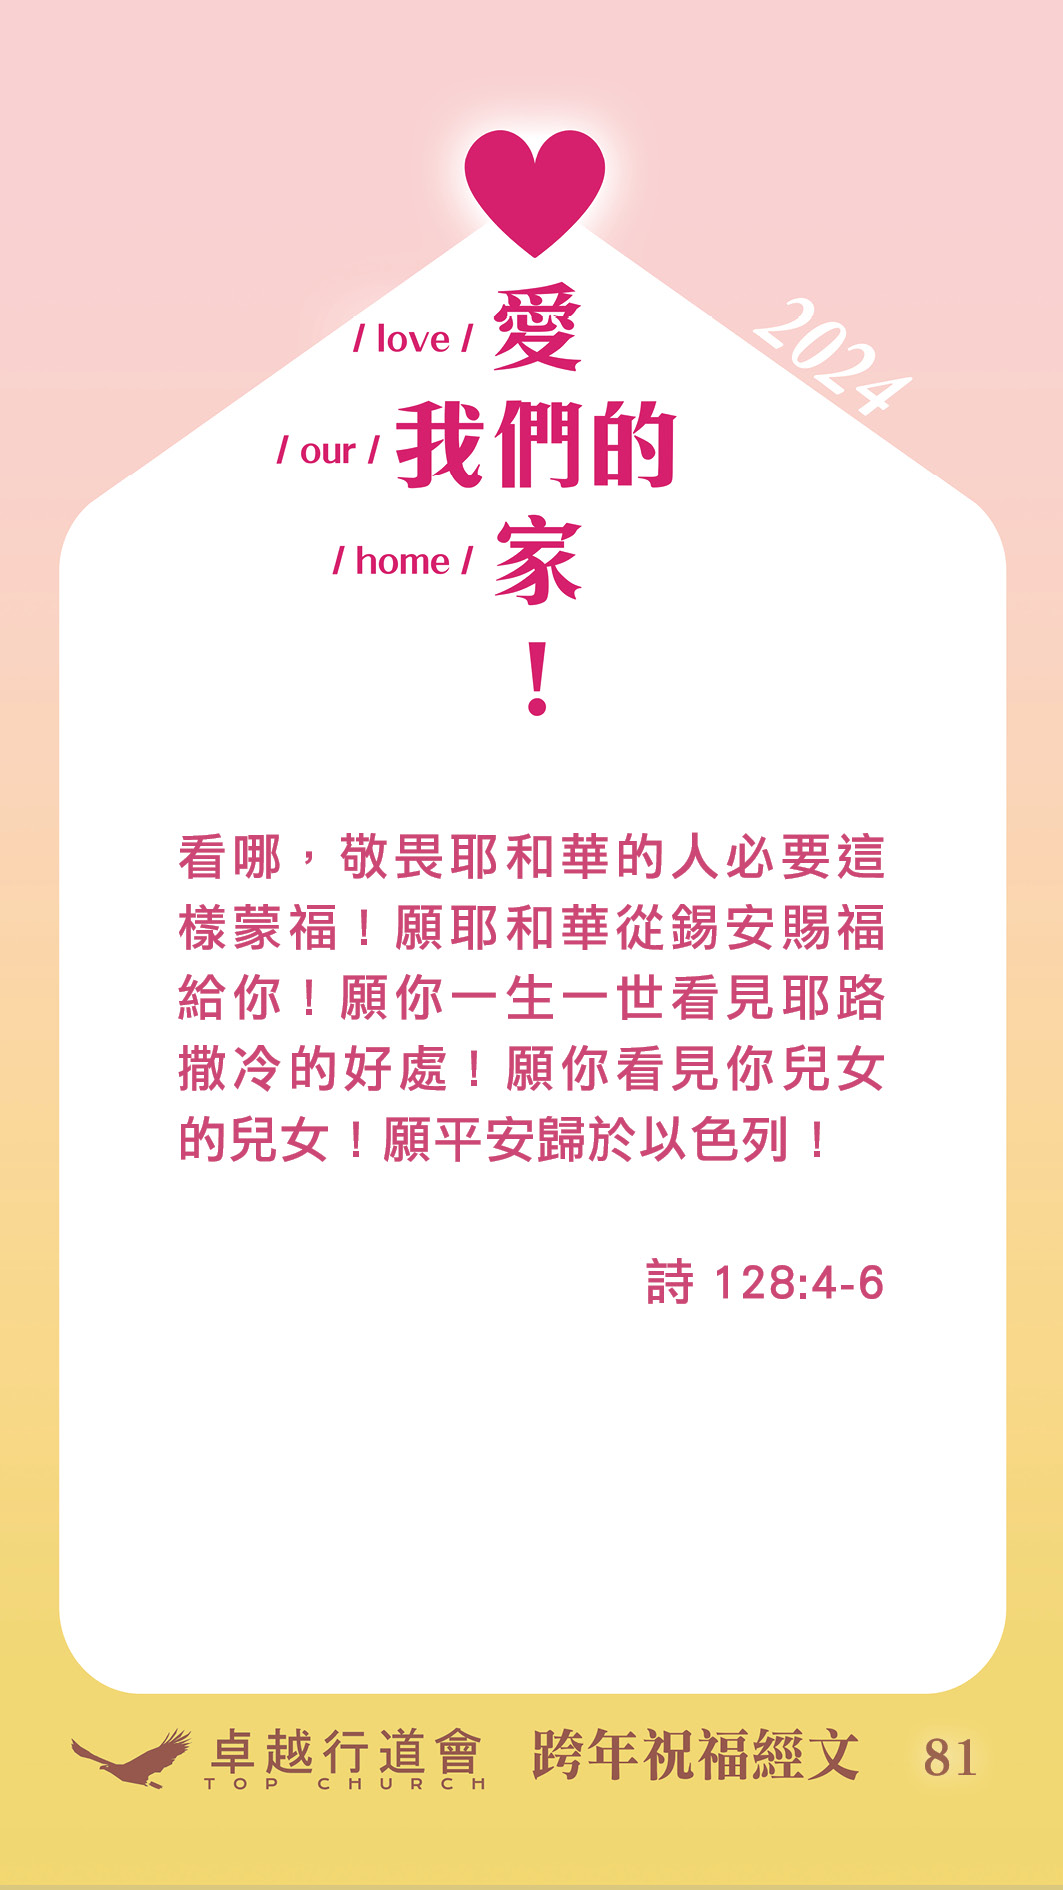 / love / 愛
2024
/ our / 我們的
/ home / 家
!
看哪，敬畏耶和華的人必要這
樣蒙福！願耶和華從錫安賜福
給你！願你一生一世看見耶路
撒冷的好處！願你看見你兒女
的兒女！願平安歸於以色列！
詩 128:4-6
卓越行道會 跨年祝福經文 81
TOP CHURCH